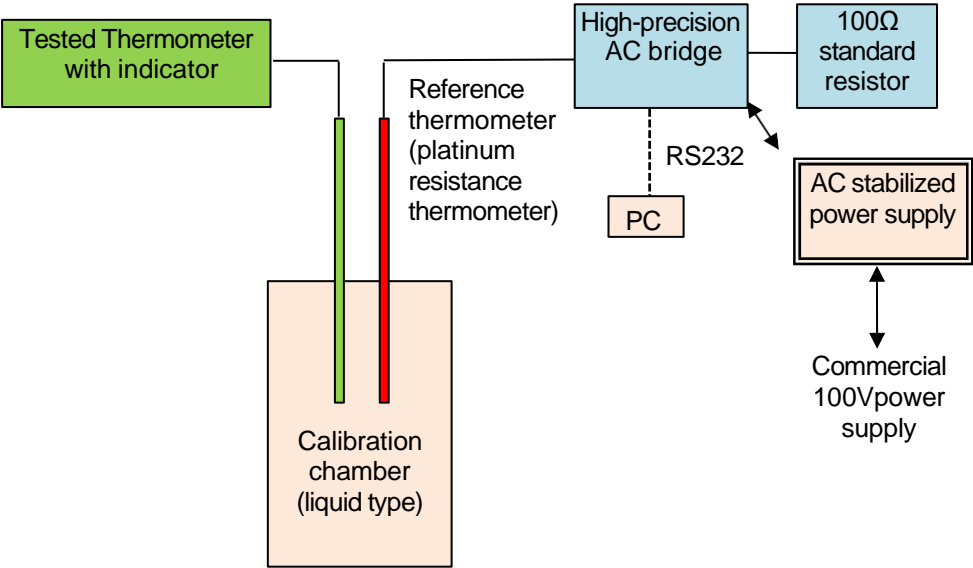 Tested Thermometer
with indicator
High-precision
AC bridge
100Ω
standard
resistor
Reference
thermometer
(platinum
resistance
thermometer)
RS232
PC
AC stabilized
power supply
Commercial
100Vpower
supply
Calibration
chamber
(liquid type)